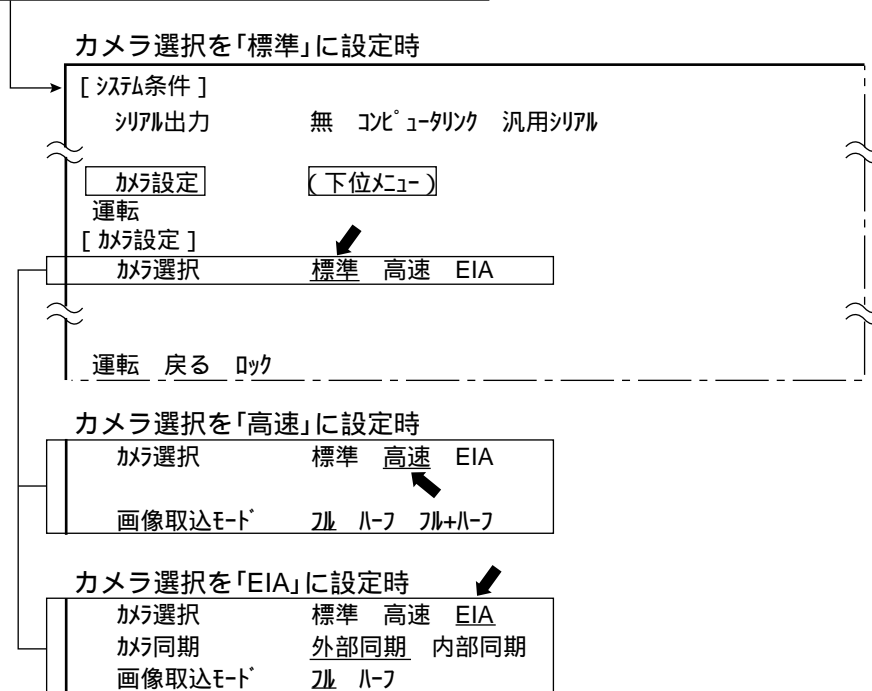 カメラ選択を「標準」に設定時
[ システム条件 ]
シリアル出力 無 コンピュータリンク 汎用シリアル
カメラ設定 (下位メニュー)
運転
[ カメラ設定 ]
カメラ選択 標準 高速 EIA
運転 戻る ロック
カメラ選択を「高速」に設定時
カメラ選択 標準 高速 EIA
画像取込モード フル ハーフ フル+ハーフ
カメラ選択を「EIA」に設定時
カメラ選択 標準 高速 EIA
カメラ同期 外部同期 内部同期
画像取込モード フル ハーフ